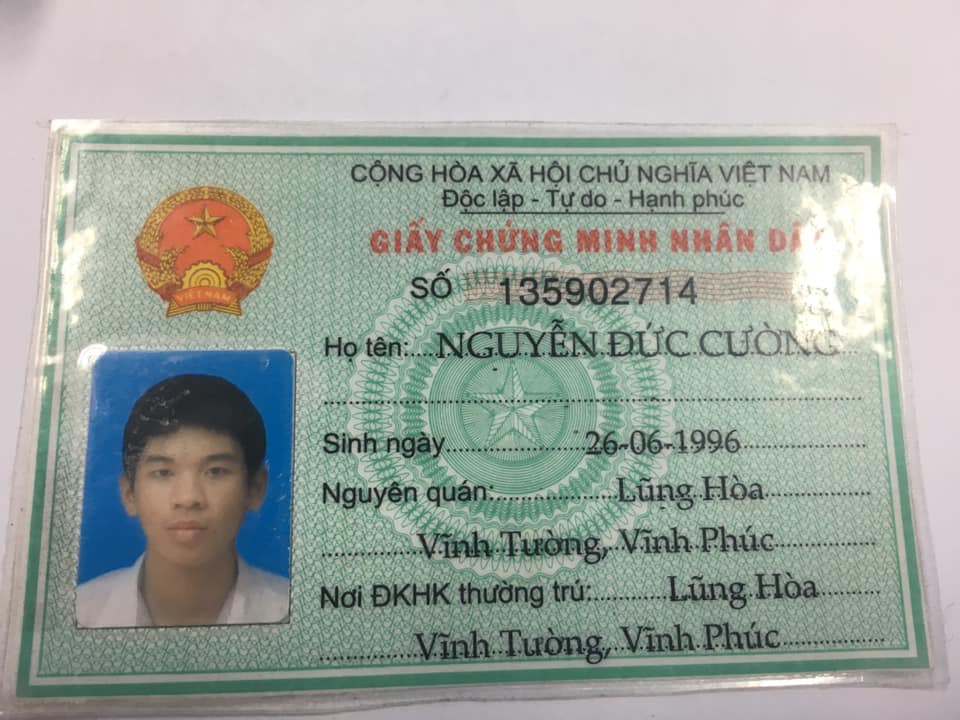 CỘNG HÒA XÃ HỘI CHỦ NGHĨA VIỆT NAM
Độc lập - Tự do - Hạnh phúc
GIẤY CHỨNG MINH NHÂN DÂN
SỐ 135902714
Họ tên: NGUYỄN ĐỨC CƯỜNG
Sinh ngày 26-06-1996
Nguyên quán: Lũng Hòa
Vĩnh Tường, Vĩnh Phúc
Nơi ĐKHK thường trú: Lũng Hòa
Vĩnh Tường, Vĩnh Phúc
VIỆT NAM